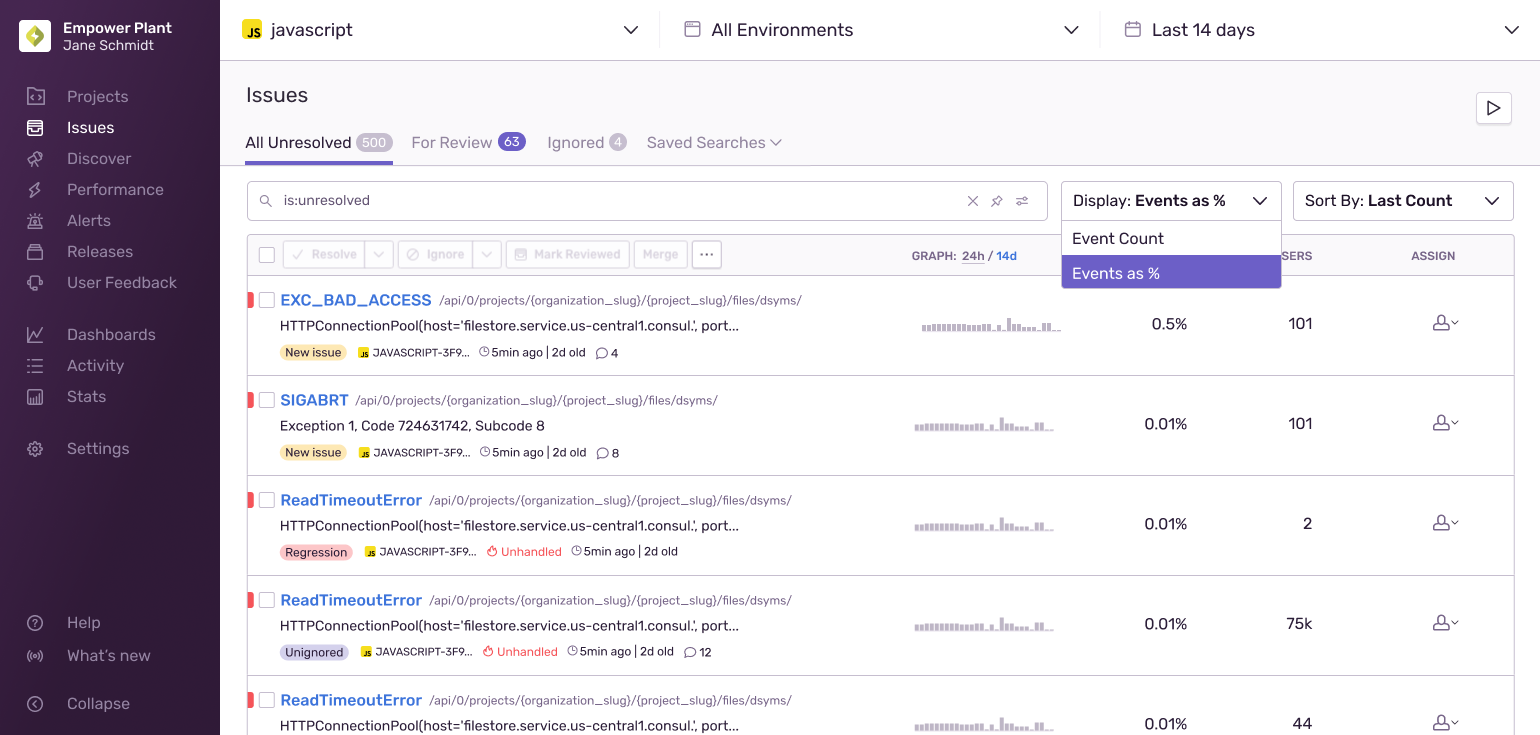 Empower Plant
Jane Schmidt
Projects
Issues
Discover
Performance
Alerts
Releases
User Feedback
Dashboards
Activity
Stats
Settings
Help
What's new
Collapse
JS javascript
All Environments
Last 14 days
Issues
All Unresolved 500 For Review 63 Ignored 4 Saved Searches
is:unresolved
Display: Events as %
Event Count
Events as %
Sort By: Last Count
Resolve Ignore Mark Reviewed Merge ...
GRAPH: 24h / 14d
SERS
ASSIGN
EXC_BAD_ACCESS /api/0/projects/{organization_slug}/{project_slug}/files/dsyms/
HTTPConnectionPool(host='filestore.service.us-central1.consul.', port...
New issue JS JAVASCRIPT-3F9... 5min ago | 2d old 4
0.5% 101
SIGABRT /api/0/projects/{organization_slug}/{project_slug}/files/dsyms/
Exception 1, Code 724631742, Subcode 8
New issue JS JAVASCRIPT-3F9... 5min ago | 2d old 8
0.01% 101
ReadTimeoutError /api/0/projects/{organization_slug}/{project_slug}/files/dsyms/
HTTPConnectionPool(host='filestore.service.us-central1.consul.', port...
Regression JS JAVASCRIPT-3F9... Unhandled 5min ago | 2d old
0.01% 2
ReadTimeoutError /api/0/projects/{organization_slug}/{project_slug}/files/dsyms/
HTTPConnectionPool(host='filestore.service.us-central1.consul.', port...
Unignored JS JAVASCRIPT-3F9... Unhandled 5min ago | 2d old 12
0.01% 75k
ReadTimeoutError /api/0/projects/{organization_slug}/{project_slug}/files/dsyms/
HTTPConnectionPool(host='filestore.service.us-central1.consul.', port...
0.01% 44